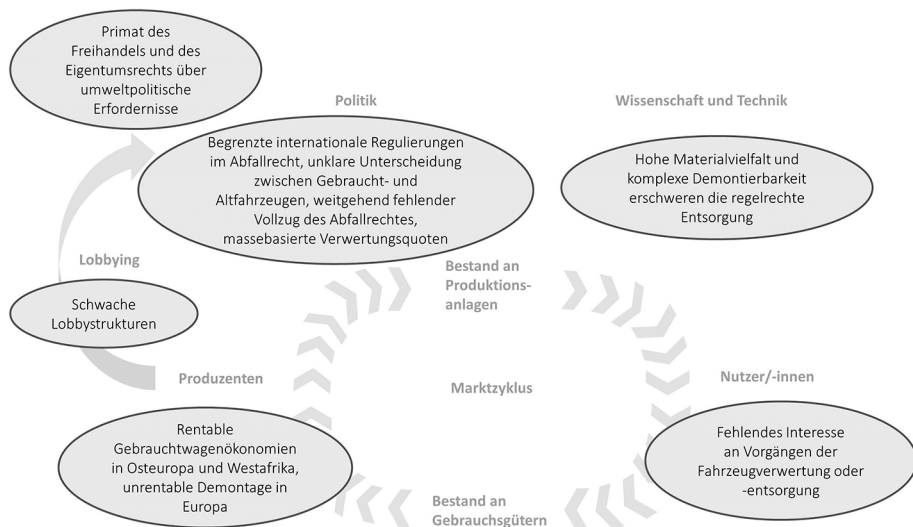 Primat des
Freihandels und des
Eigentumsrechts über
umweltpolitische
Erfordernisse
Politik
Wissenschaft und Technik
Begrenzte internationale Regulierungen
im Abfallrecht, unklare Unterscheidung
zwischen Gebraucht- und
Altfahrzeugen, weitgehend fehlender
Vollzug des Abfallrechtes,
massebasierte Verwertungsquoten
Hohe Materialvielfalt und
komplexe Demontierbarkeit
erschweren die regelrechte
Entsorgung
Lobbying
Schwache
Lobbystrukturen
Bestand an
Produktions-
anlagen
Produzenten
Marktzyklus
Nutzer/-innen
Rentable
Gebrauchtwagenökonomien
in Osteuropa und Westafrika,
unrentable Demontage in
Europa
Fehlendes Interesse
an Vorgängen der
Fahrzeugverwertung oder
-entsorgung
Bestand an
Gebrauchsgütern